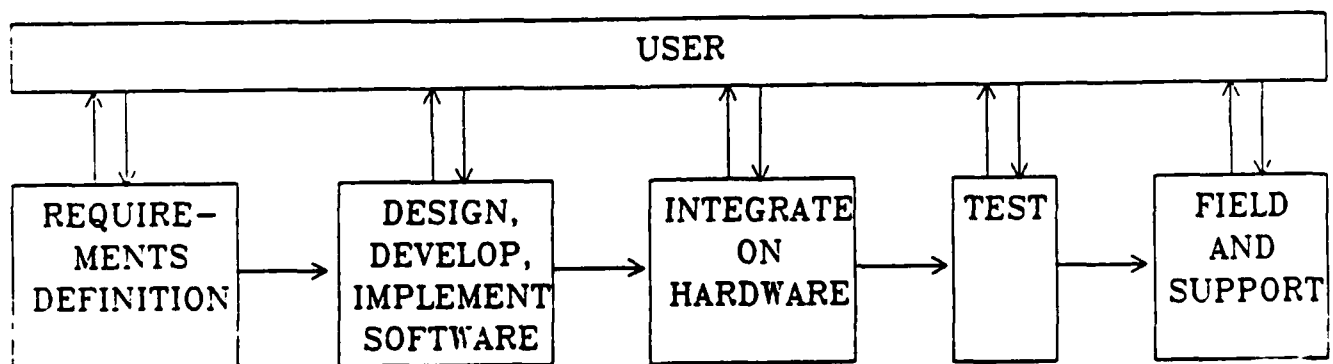 USER
REQUIRE-
MENTS
DEFINITION
DESIGN,
DEVELOP,
IMPLEMENT
SOFTWARE
INTEGRATE
ON
HARDWARE
TEST
FIELD
AND
SUPPORT